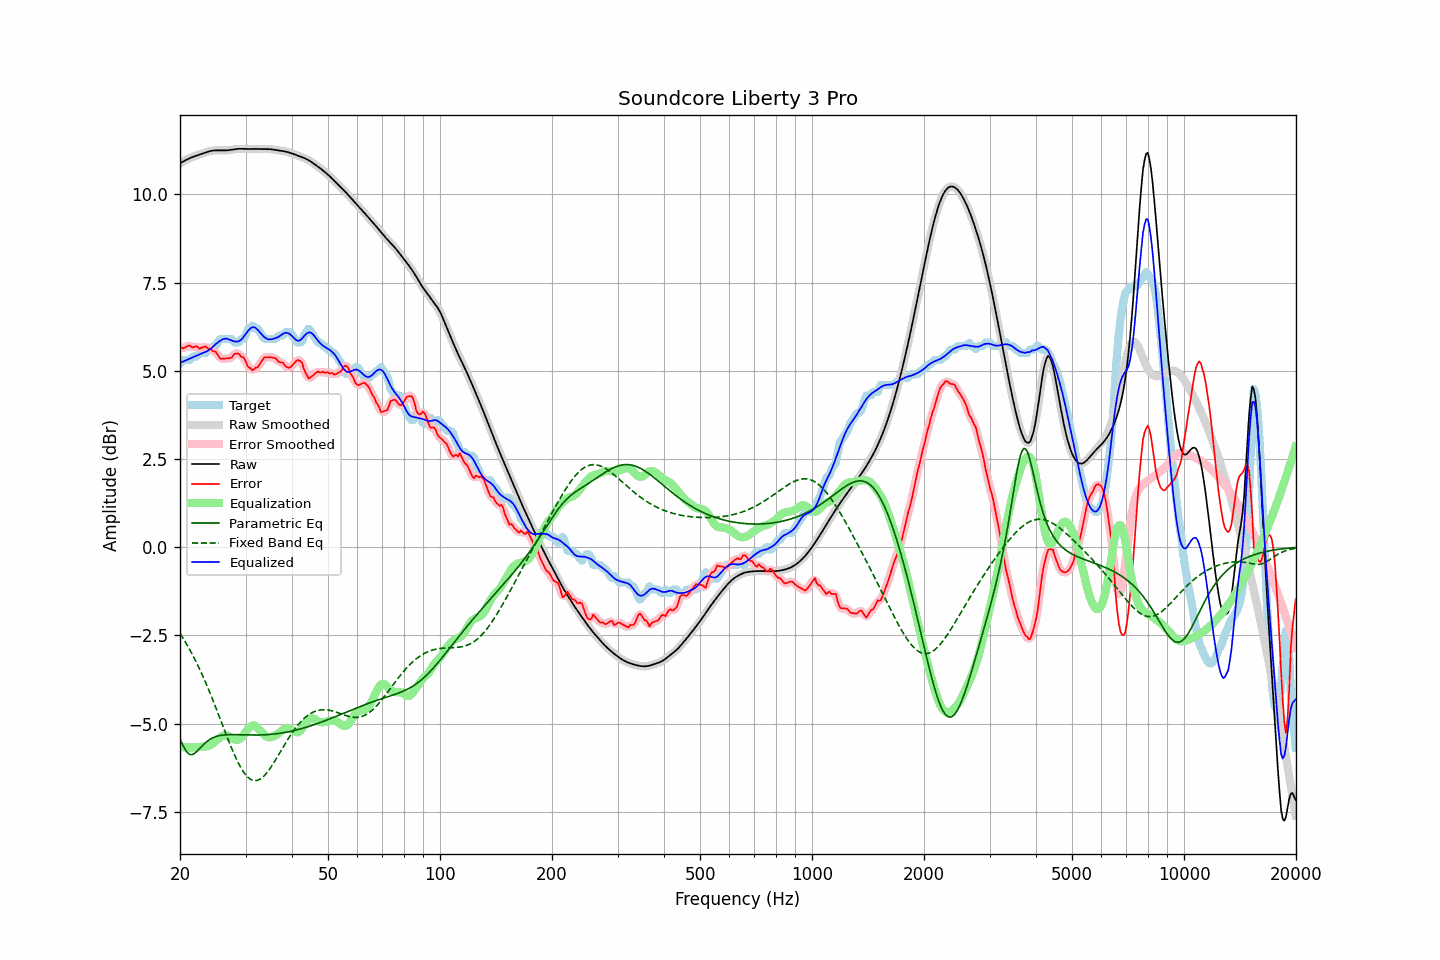 Soundcore Liberty 3 Pro
Amplitude (dBr)
10.0
7.5
5.0
2.5
0.0
−2.5
−5.0
−7.5
Target
Raw Smoothed
Error Smoothed
Raw
Error
Equalization
Parametric Eq
Fixed Band Eq
Equalized
20 50 100 200 500 1000 2000 5000 10000 20000
Frequency (Hz)